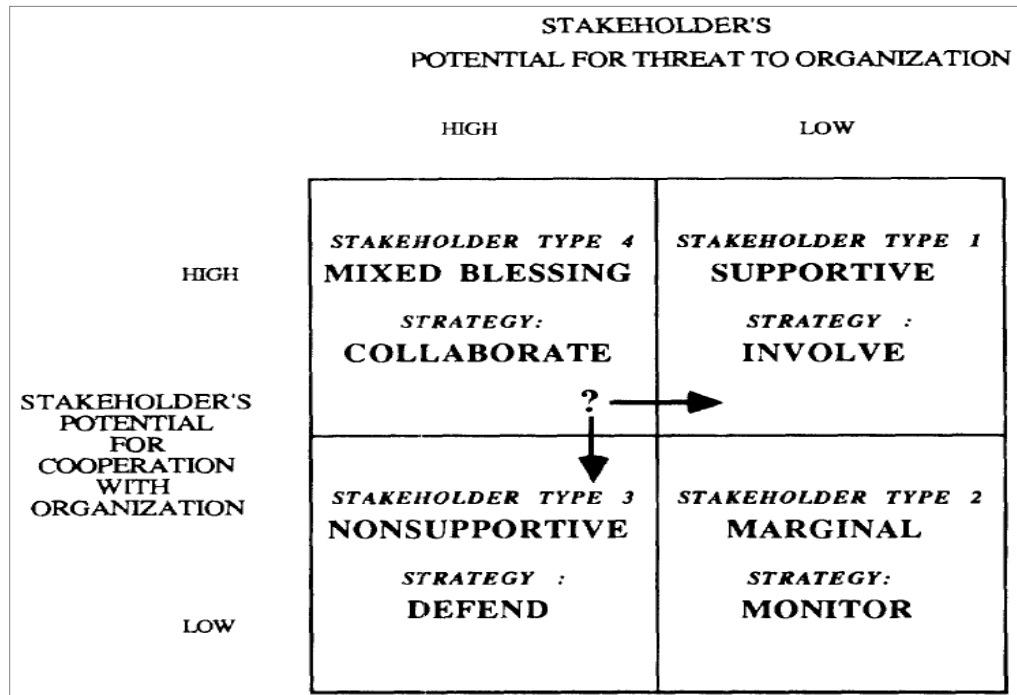 STAKEHOLDER'S
POTENTIAL FOR THREAT TO ORGANIZATION
HIGH
LOW
STAKEHOLDER TYPE 4
MIXED BLESSING
STRATEGY:
COLLABORATE
STAKEHOLDER TYPE 1
SUPPORTIVE
STRATEGY :
INVOLVE
HIGH
?
STAKEHOLDER'S
POTENTIAL
FOR
COOPERATION
WITH
ORGANIZATION
STAKEHOLDER TYPE 3
NONSUPPORTIVE
STRATEGY :
DEFEND
STAKEHOLDER TYPE 2
MARGINAL
STRATEGY:
MONITOR
LOW